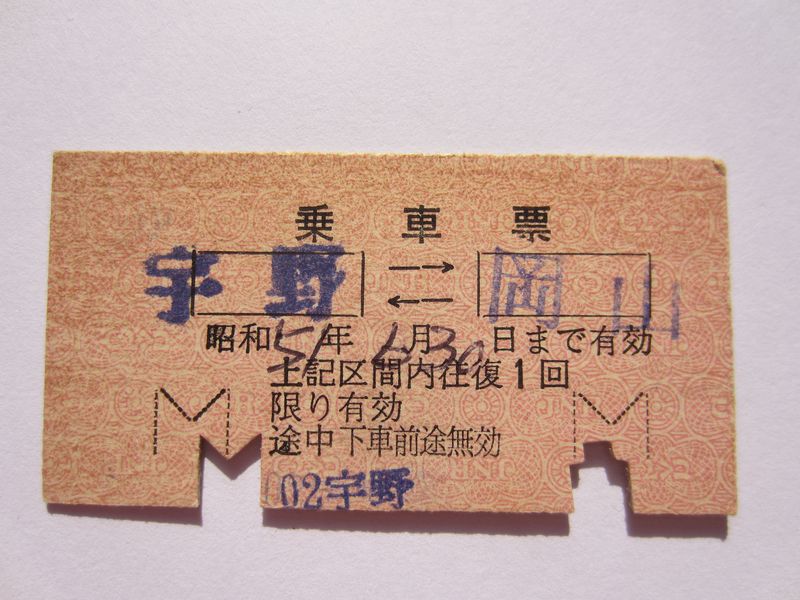 乗車票
宇野 →← 岡山
昭和51年6月30日まで有効
上記区間内往復1回
限り有効
途中下車前途無効
02宇野